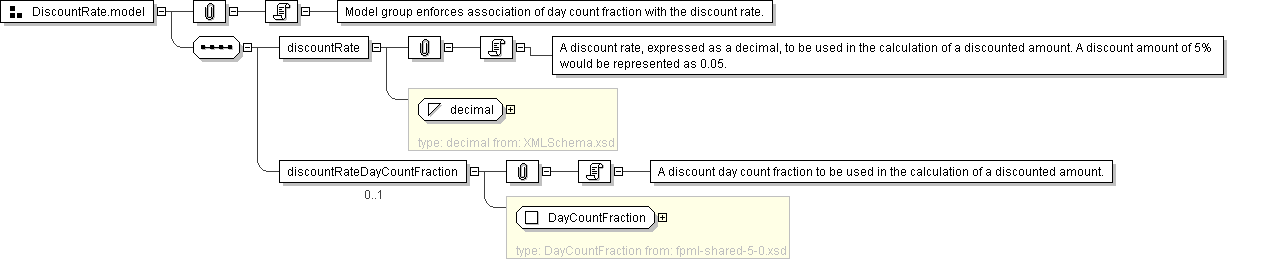 DiscountRate.model
Model group enforces association of day count fraction with the discount rate.
discountRate
A discount rate, expressed as a decimal, to be used in the calculation of a discounted amount. A discount amount of 5%
would be represented as 0.05.
decimal
type: decimal from: XMLSchema.xsd
discountRateDayCountFraction
A discount day count fraction to be used in the calculation of a discounted amount.
0..1
DayCountFraction
type: DayCountFraction from: fpml-shared-5-0.xsd